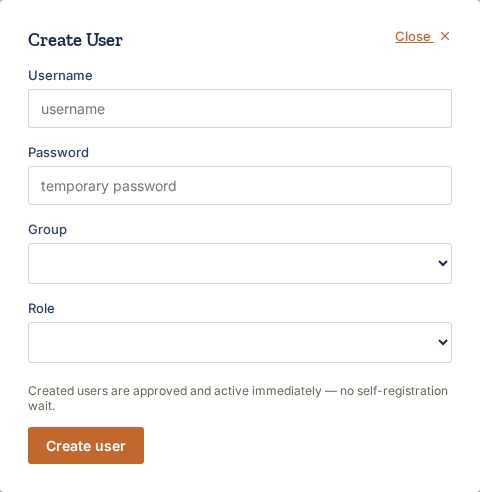 Create User
Close ×
Username
username
Password
temporary password
Group
Role
Created users are approved and active immediately — no self-registration
wait.
Create user